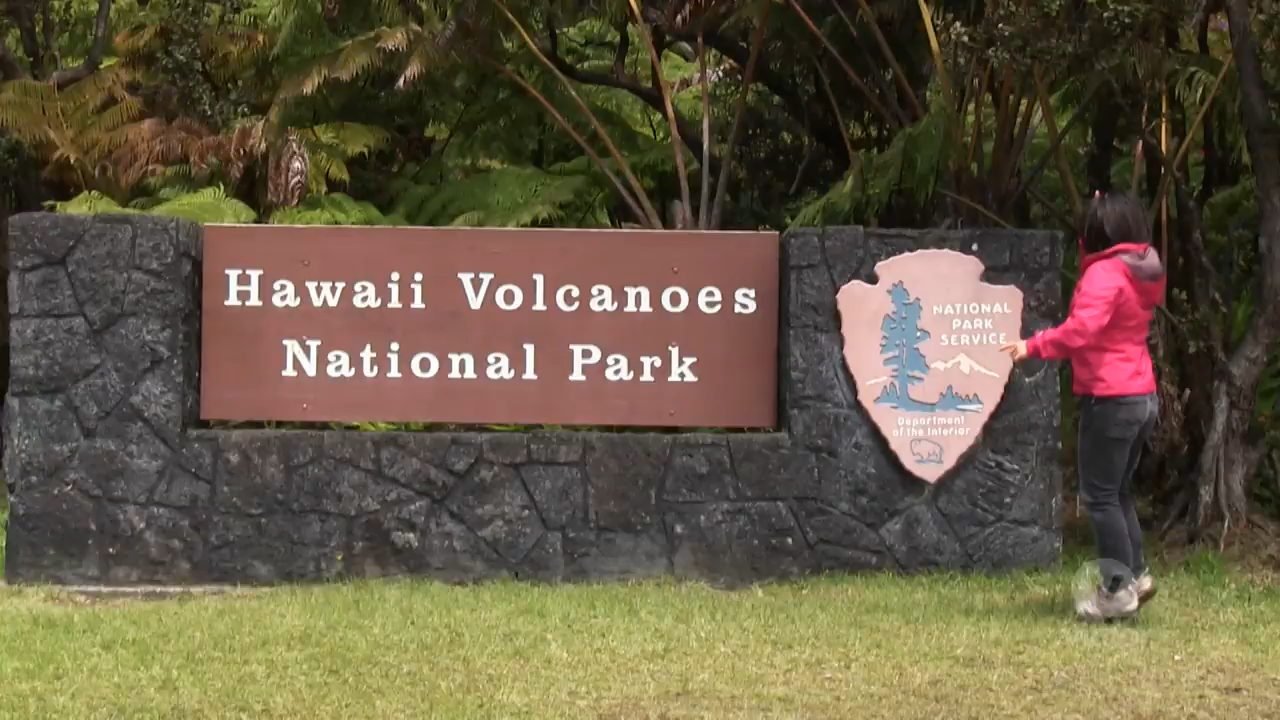 Hawaii Volcanoes
National Park
NATIONAL
PARK
SERVICE
Department
of the Interior